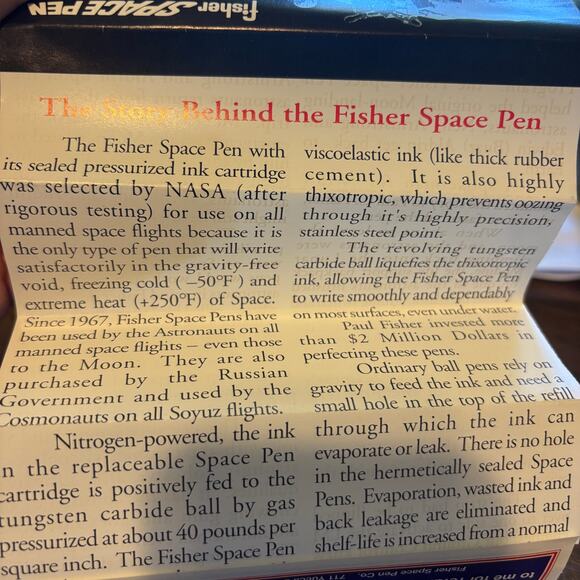 fisher SPACE PEN
The Story Behind the Fisher Space Pen
The Fisher Space Pen with
its sealed pressurized ink cartridge
was selected by NASA (after
rigorous testing) for use on all
manned space flights because it is
the only type of pen that will write
satisfactorily in the gravity-free
void, freezing cold ( –50°F ) and
extreme heat (+250°F) of Space.
Since 1967, Fisher Space Pens have
been used by the Astronauts on all
manned space flights – even those
to the Moon. They are also
purchased by the Russian
Government and used by the
Cosmonauts on all Soyuz flights.
Nitrogen-powered, the ink
n the replaceable Space Pen
cartridge is positively fed to the
tungsten carbide ball by gas
pressurized at about 40 pounds per
square inch. The Fisher Space Pen
viscoelastic ink (like thick rubber
cement). It is also highly
thixotropic, which prevents oozing
through it's highly precision,
stainless steel point.
The revolving tungsten
carbide ball liquefies the thixotropic
ink, allowing the Fisher Space Pen
to write smoothly and dependably
on most surfaces, even under water.
Paul Fisher invested more
than $2 Million Dollars in
perfecting these pens.
Ordinary ball pens rely on
gravity to feed the ink and need a
small hole in the top of the refill
through which the ink can
evaporate or leak. There is no hole
in the hermetically sealed Space
Pens. Evaporation, wasted ink and
back leakage are eliminated and
shelf-life is increased from a normal
Fisher Space Pen Co.